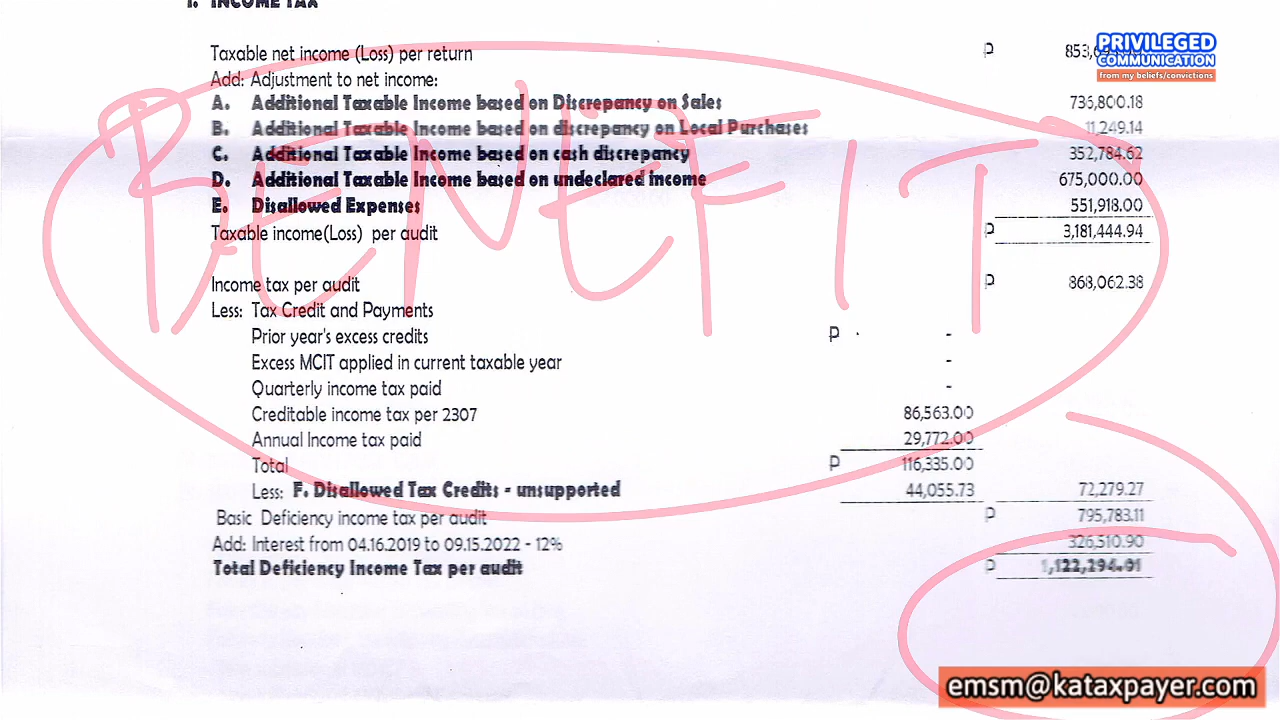 I. INCOME TAX
Taxable net income (Loss) per return ₱
Add: Adjustment to net income:
A. Additional Taxable Income based on Discrepancy on Sales 736,800.18
B. Additional Taxable Income based on discrepancy on Local Purchases 11,249.14
C. Additional Taxable Income based on cash discrepancy 352,784.62
D. Additional Taxable Income based on undeclared income 675,000.00
E. Disallowed Expenses 551,918.00
Taxable income(Loss) per audit ₱ 3,181,444.94
Income tax per audit ₱ 868,062.38
Less: Tax Credit and Payments
Prior year's excess credits ₱ -
Excess MCIT applied in current taxable year -
Quarterly income tax paid -
Creditable income tax per 2307 86,563.00
Annual Income tax paid 29,772.00
Total ₱ 116,335.00
Less: F. Disallowed Tax Credits - unsupported 44,055.73 72,279.27
Basic Deficiency income tax per audit ₱ 795,783.11
Add: Interest from 04.16.2019 to 09.15.2022 - 12% 326,510.90
Total Deficiency Income Tax per audit ₱ 1,122,294.01
BENEFIT
PRIVILEGED
COMMUNICATION
from my beliefs/convictions
emsm@kataxpayer.com